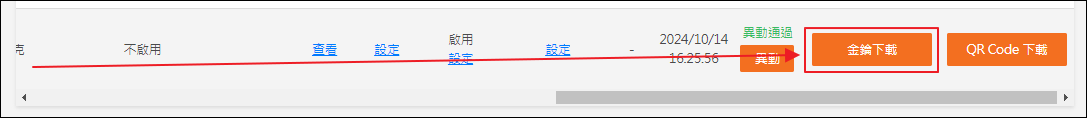 克 不啟用 查看 設定 啟用 設定 設定 - 2024/10/14 16:25:56 異動通過 異動 金鑰下載 QR Code 下載